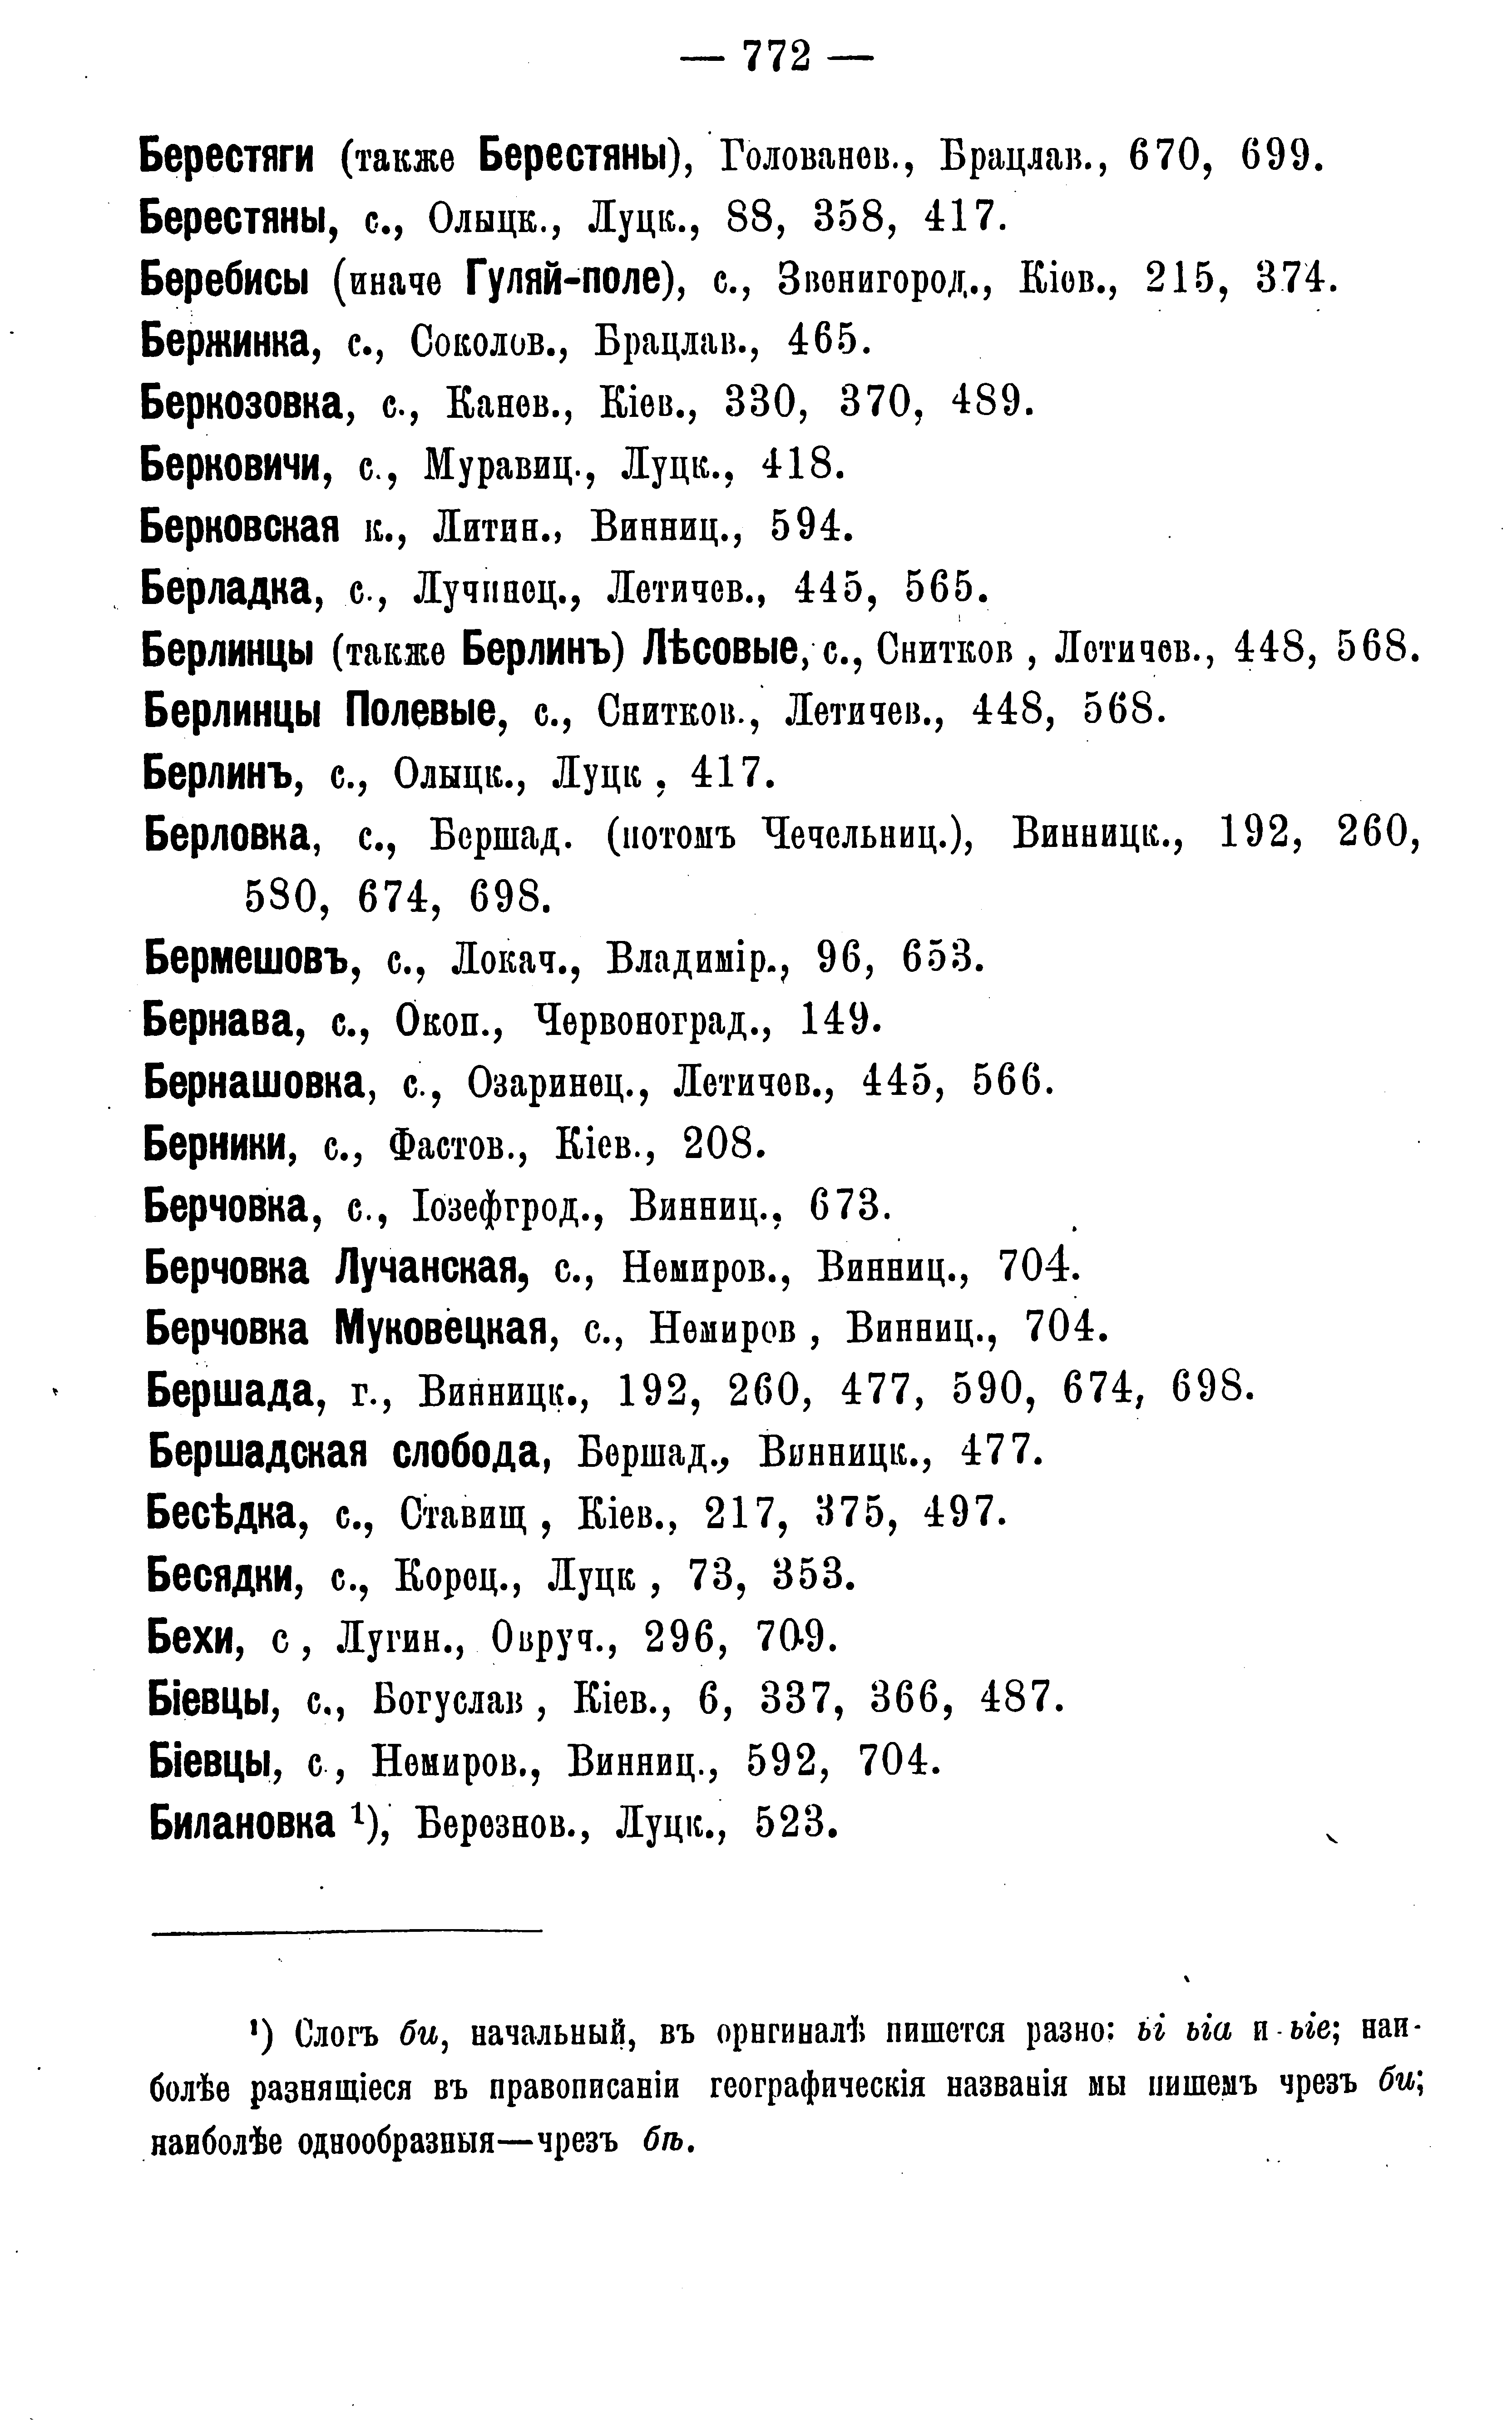 — 772 —
Берестяги (также Берестяны), Голованев., Брацлав., 670, 699.
Берестяны, с., Олыцк., Луцк., 88, 358, 417.
Беребисы (иначе Гуляй-поле), с., Звенигород., Кіев., 215, 374.
Бержинка, с., Соколов., Брацлав., 465.
Беркозовка, с., Канев., Кіев., 330, 370, 489.
Берковичи, с., Муравиц., Луцк., 418.
Берковская к., Литин., Винниц., 594.
Берладка, с., Лучинец., Летичев., 445, 565.
Берлинцы (также Берлинъ) Лѣсовые, с., Снитков , Летичев., 448, 568.
Берлинцы Полевые, с., Снитков., Летичев., 448, 568.
Берлинъ, с., Олыцк., Луцк , 417.
Берловка, с., Бершад. (потомъ Чечельниц.), Винницк., 192, 260,
580, 674, 698.
Бермешовъ, с., Локач., Владимір., 96, 653.
Бернава, с., Окоп., Червоноград., 149.
Бернашовка, с., Озаринец., Летичев., 445, 566.
Берники, с., Фастов., Кіев., 208.
Берчовка, с., Іозефгрод., Винниц., 673.
Берчовка Лучанская, с., Немиров., Винниц., 704.
Берчовка Муковецкая, с., Немиров , Винниц., 704.
Бершада, г., Винницк., 192, 260, 477, 590, 674, 698.
Бершадская слобода, Бершад., Винницк., 477.
Бесѣдка, с., Ставищ , Кіев., 217, 375, 497.
Бесядки, с., Корец., Луцк , 73, 353.
Бехи, с , Лугин., Овруч., 296, 709.
Біевцы, с., Богуслав , Кіев., 6, 337, 366, 487.
Біевцы, с , Немиров., Винниц., 592, 704.
Билановка ¹), Березнов., Луцк., 523.
¹) Слогъ би, начальный, въ оригиналѣ пишется разно: ьі ьіа и ьіе; наи-
болѣе разнящіеся въ правописаніи географическія названія мы пишемъ чрезъ би;
наиболѣе однообразныя—чрезъ бѣ.